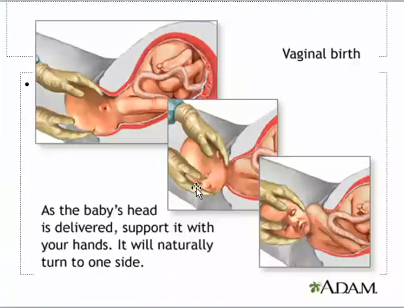 Vaginal birth
As the baby's head
is delivered, support it with
your hands. It will naturally
turn to one side.
ADAM.